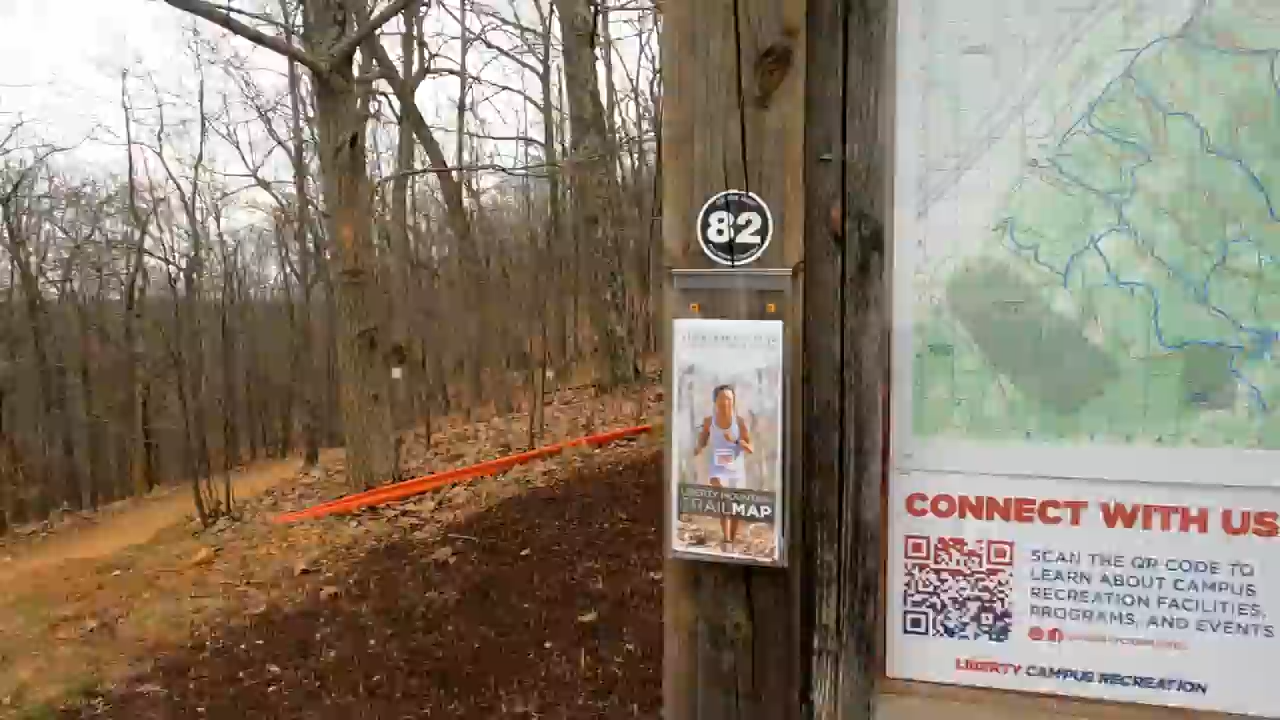 82
LIBERTY MOUNTAIN
TRAILMAP
CONNECT WITH US
SCAN THE QR CODE TO
LEARN ABOUT CAMPUS
RECREATION FACILITIES,
PROGRAMS, AND EVENTS
LIBERTY CAMPUS RECREATION